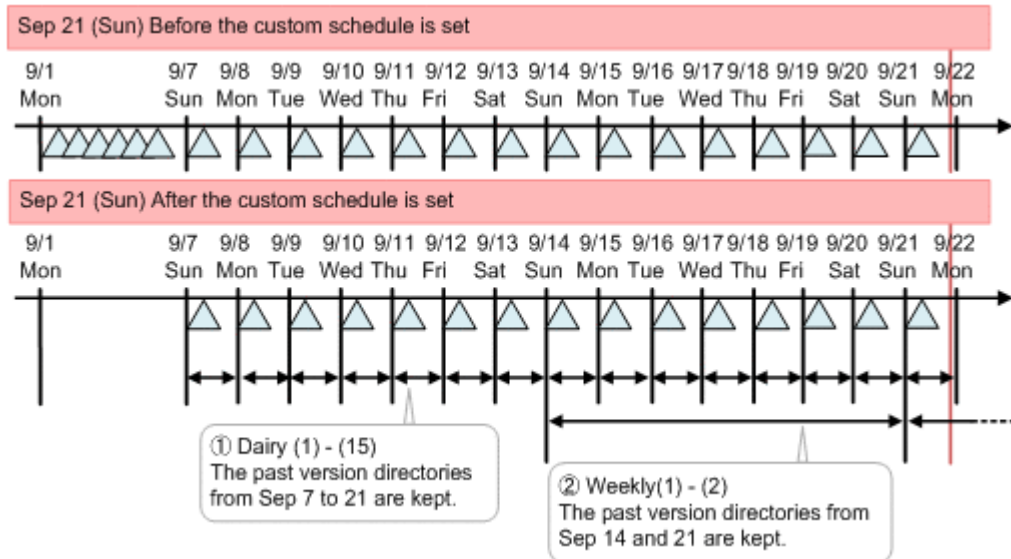 Sep 21 (Sun) Before the custom schedule is set
9/1 9/7 9/8 9/9 9/10 9/11 9/12 9/13 9/14 9/15 9/16 9/17 9/18 9/19 9/20 9/21 9/22
Mon Sun Mon Tue Wed Thu Fri Sat Sun Mon Tue Wed Thu Fri Sat Sun Mon
Sep 21 (Sun) After the custom schedule is set
9/1 9/7 9/8 9/9 9/10 9/11 9/12 9/13 9/14 9/15 9/16 9/17 9/18 9/19 9/20 9/21 9/22
Mon Sun Mon Tue Wed Thu Fri Sat Sun Mon Tue Wed Thu Fri Sat Sun Mon
① Dairy (1) - (15)
The past version directories
from Sep 7 to 21 are kept.
② Weekly(1) - (2)
The past version directories from
Sep 14 and 21 are kept.